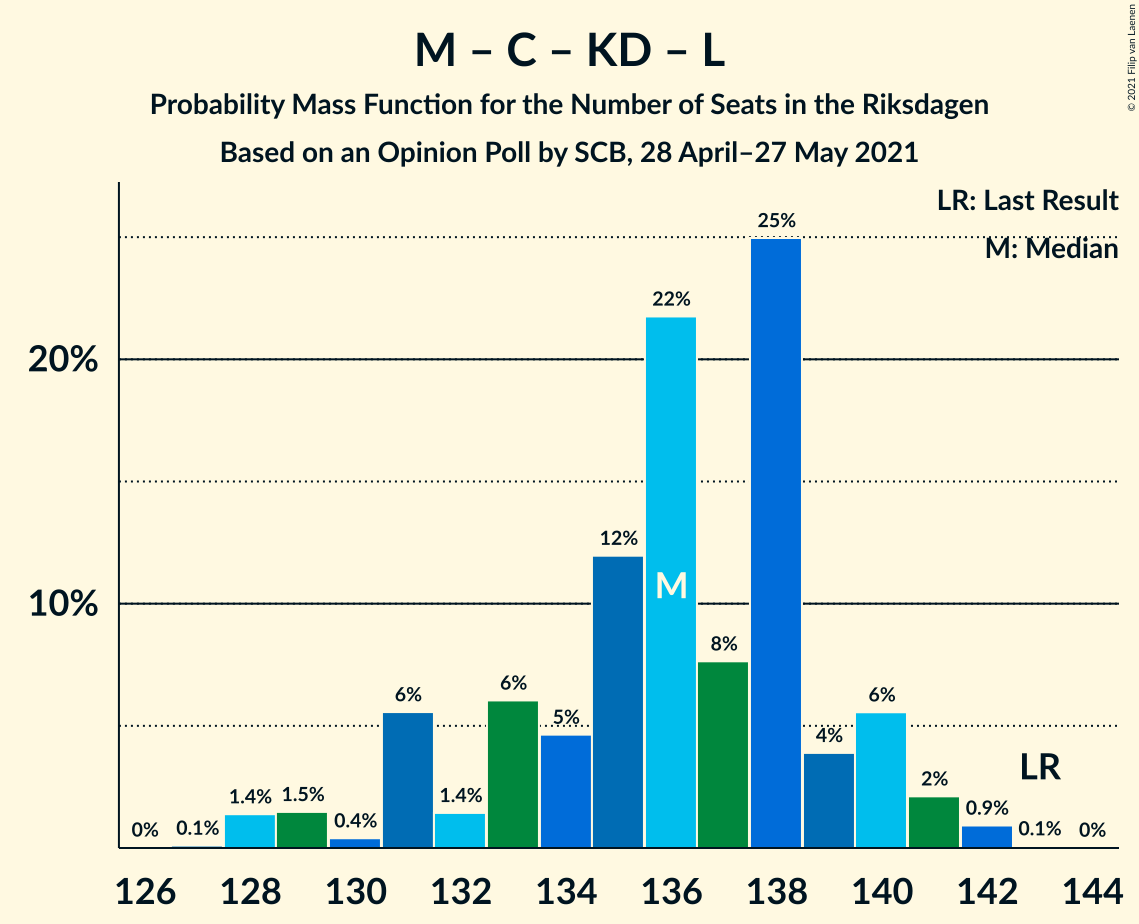 M – C – KD – L
Probability Mass Function for the Number of Seats in the Riksdagen
Based on an Opinion Poll by SCB, 28 April–27 May 2021
© 2021 Filip van Laenen
LR: Last Result
M: Median
20%
10%
0%
0.1%
1.4%
1.5%
0.4%
6%
1.4%
6%
5%
12%
22%
8%
25%
4%
6%
2%
0.9%
0.1%
0%
M
LR
126 128 130 132 134 136 138 140 142 144